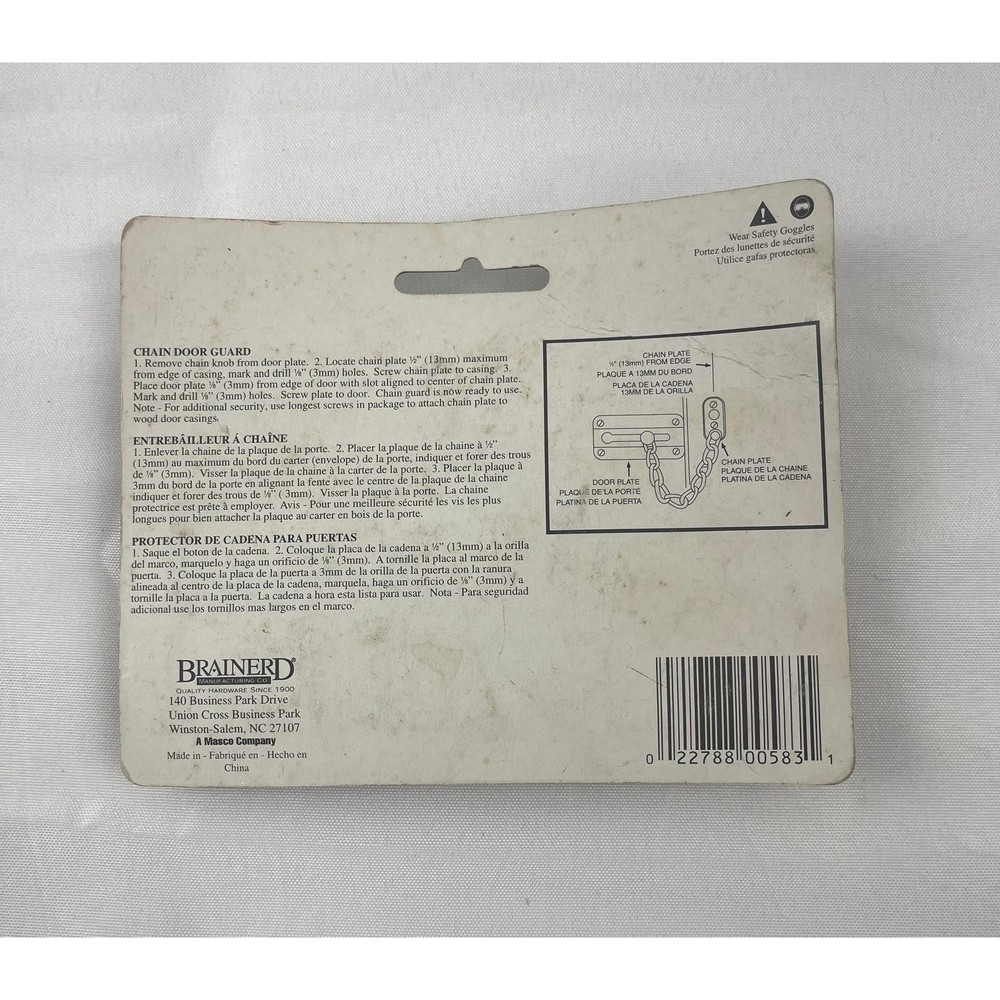 Wear Safety Goggles
Portez des lunettes de sécurité
Utilice gafas protectoras
CHAIN DOOR GUARD
1. Remove chain knob from door plate. 2. Locate chain plate ½" (13mm) maximum
from edge of casing, mark and drill ⅛" (3mm) holes. Screw chain plate to casing. 3.
Place door plate ⅛" (3mm) from edge of door with slot aligned to center of chain plate.
Mark and drill ⅛" (3mm) holes. Screw plate to door. Chain guard is now ready to use.
Note - For additional security, use longest screws in package to attach chain plate to
wood door casings.
ENTREBÂILLEUR Á CHAÎNE
1. Enlever la chaine de la plaque de la porte. 2. Placer la plaque de la chaine à ½"
(13mm) au maximum du bord du carter (envelope) de la porte, indiquer et forer des trous
de ⅛" (3mm). Visser la plaque de la chaine à la carter de la porte. 3. Placer la plaque à
3mm du bord de la porte en alignant la fente avec le centre de la plaque de la chaine
indiquer et forer des trous de ⅛" ( 3mm). Visser la plaque à la porte. La chaine
protectrice est prête à employer. Avis - Pour une meilleure sécurité les vis les plus
longues pour bien attacher la plaque au carter en bois de la porte.
PROTECTOR DE CADENA PARA PUERTAS
1. Saque el boton de la cadena. 2. Coloque la placa de la cadena a ½" (13mm) a la orilla
del marco, marquelo y haga un orificio de ⅛" (3mm). A tornille la placa al marco de la
puerta. 3. Coloque la placa de la puerta a 3mm de la orilla de la puerta con la ranura
alineada al centro de la placa de la cadena, marquela, haga un orificio de ⅛" (3mm) y a
tornille la placa a la puerta. La cadena a hora esta lista para usar. Nota - Para seguridad
adicional use los tornillos mas largos en el marco.
CHAIN PLATE
½" (13mm) FROM EDGE
PLAQUE A 13MM DU BORD
PLACA DE LA CADENA
13MM DE LA ORILLA
CHAIN PLATE
PLAQUE DE LA CHAINE
PLATINA DE LA CADENA
DOOR PLATE
PLAQUE DE LA PORTE
PLATINA DE LA PUERTA
BRAINERD®
MANUFACTURING CO
QUALITY HARDWARE SINCE 1900
140 Business Park Drive
Union Cross Business Park
Winston-Salem, NC 27107
A Masco Company
Made in - Fabriqué en - Hecho en
China
0 22788 00583 1